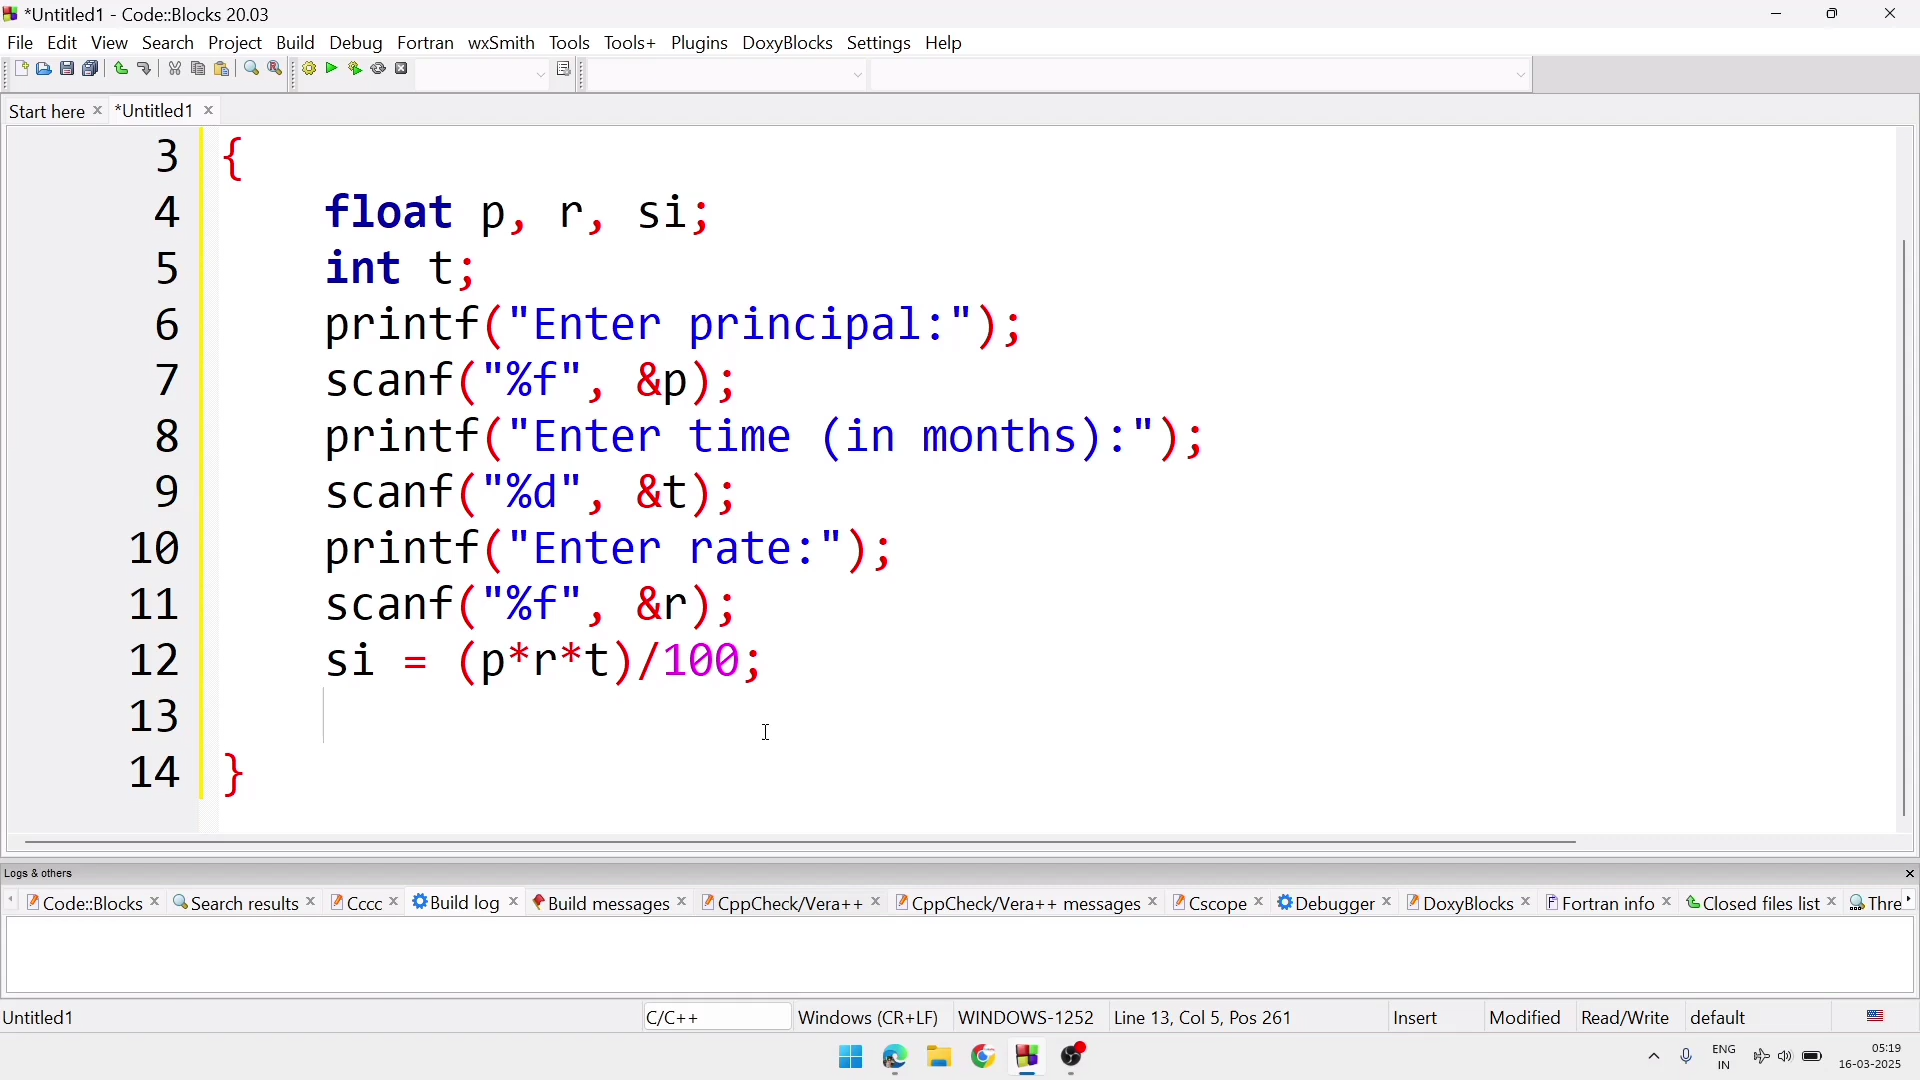 *Untitled1 - Code::Blocks 20.03
File Edit View Search Project Build Debug Fortran wxSmith Tools Tools+ Plugins DoxyBlocks Settings Help
Start here *Untitled1
3 {
4 float p, r, si;
5 int t;
6 printf("Enter principal:");
7 scanf("%f", &p);
8 printf("Enter time (in months):");
9 scanf("%d", &t);
10 printf("Enter rate:");
11 scanf("%f", &r);
12 si = (p*r*t)/100;
13
14 }
Logs & others
Code::Blocks Search results Cccc Build log Build messages CppCheck/Vera++ CppCheck/Vera++ messages Cscope Debugger DoxyBlocks Fortran info Closed files list Thre
Untitled1 C/C++ Windows (CR+LF) WINDOWS-1252 Line 13, Col 5, Pos 261 Insert Modified Read/Write default
ENG
IN
05:19
16-03-2025